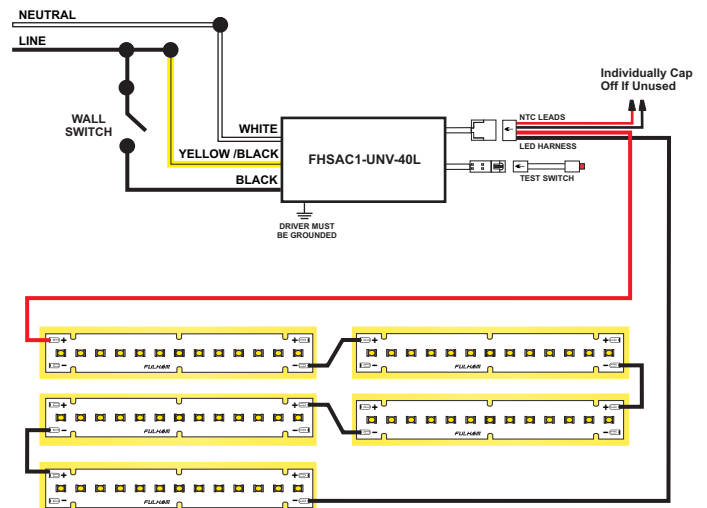 NEUTRAL
LINE
Individually Cap
Off If Unused
WALL
SWITCH
WHITE
YELLOW /BLACK
BLACK
FHSAC1-UNV-40L
NTC LEADS
LED HARNESS
TEST SWITCH
DRIVER MUST
BE GROUNDED
+ +
- -
FULHAM
+ +
- -
FULHAM
+ +
- -
FULHAM
+ +
- -
FULHAM
+ +
- -
FULHAM